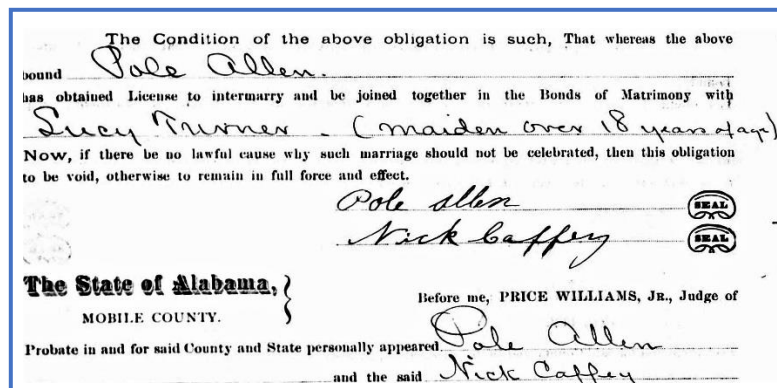 The Condition of the above obligation is such, That whereas the above
bound Pole Allen.
has obtained License to intermarry and be joined together in the Bonds of Matrimony with
Lucy Turner - (maiden over 18 years of age)
Now, if there be no lawful cause why such marriage should not be celebrated, then this obligation
to be void, otherwise to remain in full force and effect.
Pole Allen SEAL
Nick Caffey SEAL
The State of Alabama,
MOBILE COUNTY.
Before me, PRICE WILLIAMS, JR., Judge of
Probate in and for said County and State personally appeared Pole Allen
and the said Nick Caffey